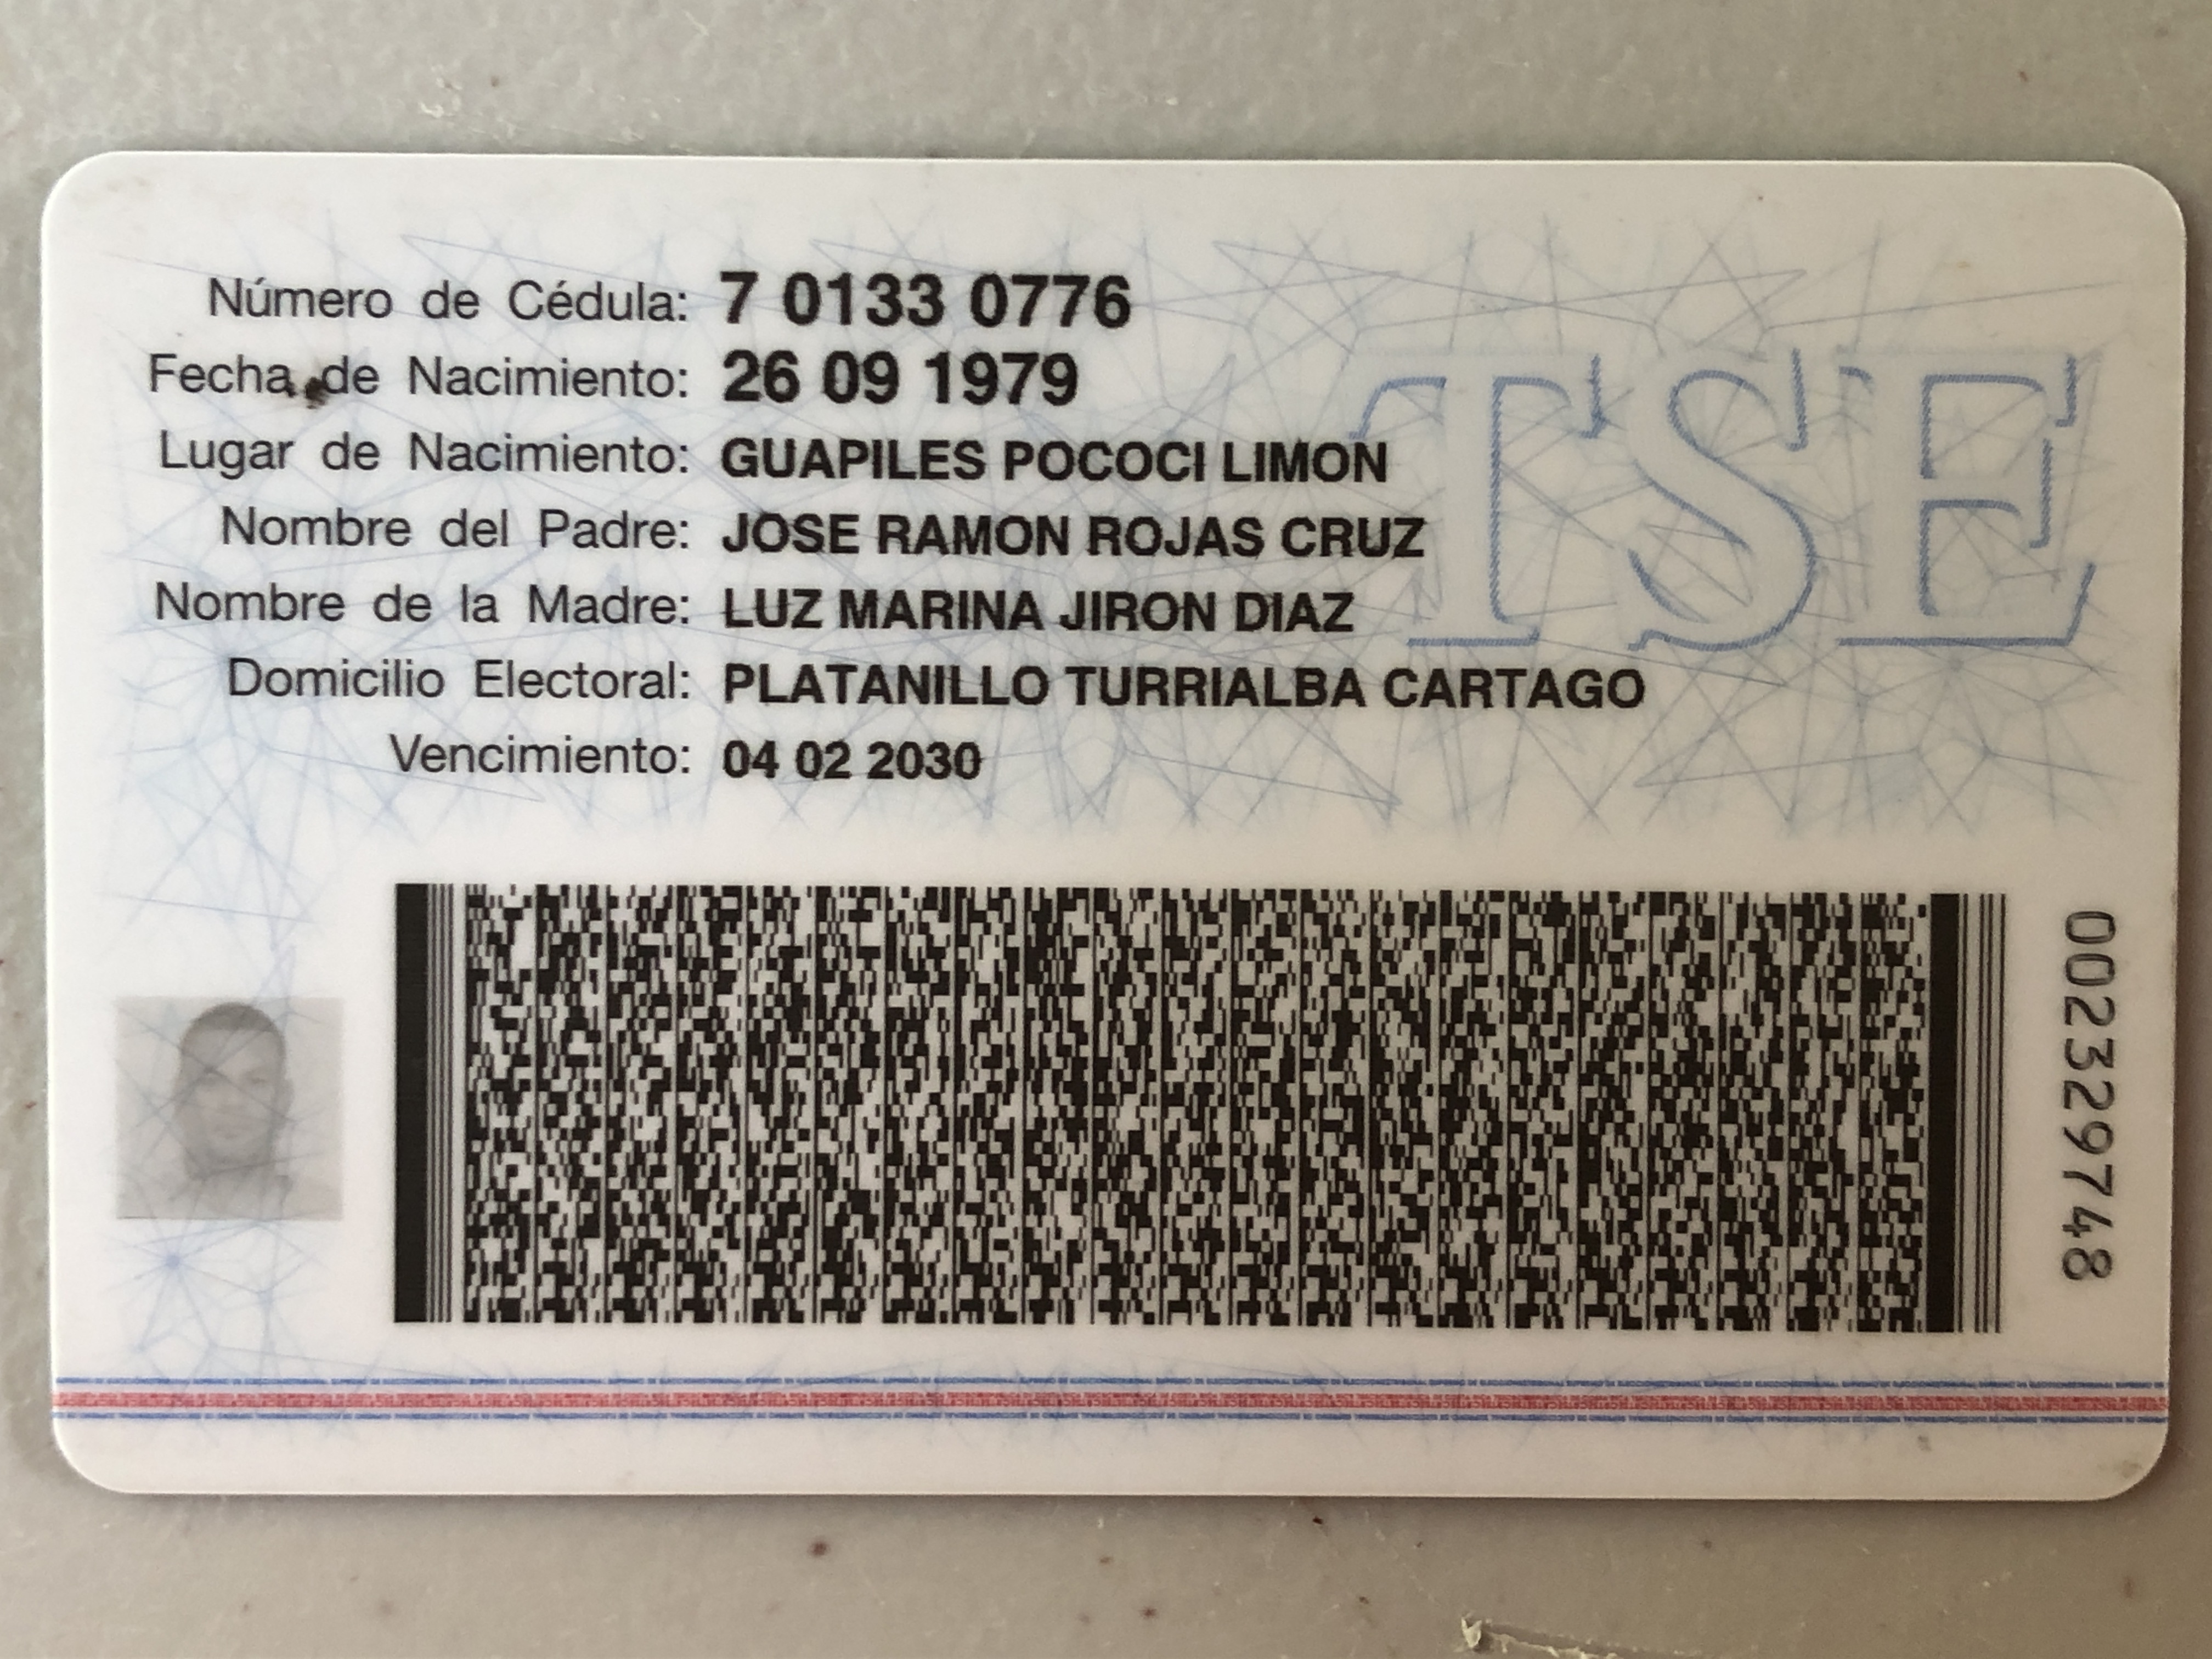 Número de Cédula: 7 0133 0776
Fecha de Nacimiento: 26 09 1979
Lugar de Nacimiento: GUAPILES POCOCI LIMON
Nombre del Padre: JOSE RAMON ROJAS CRUZ
Nombre de la Madre: LUZ MARINA JIRON DIAZ
Domicilio Electoral: PLATANILLO TURRIALBA CARTAGO
Vencimiento: 04 02 2030
TSE
002329748